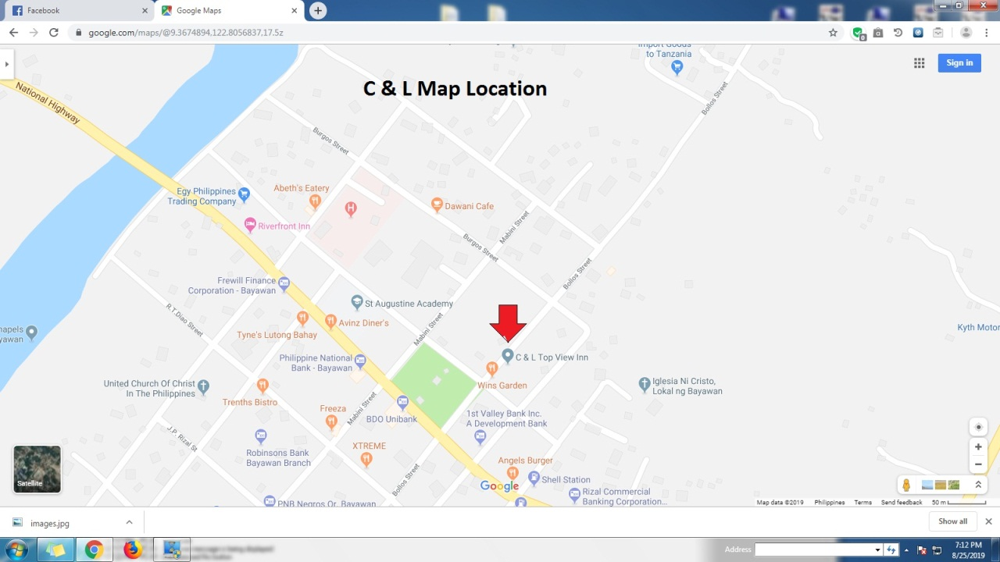 Facebook
Google Maps
google.com/maps/@9.3674894,122.8056837,17.5z
0
Sign in
to Tanzania
C & L Map Location
National Highway
Bollos Street
Burgos Street
Abeth's Eatery
Egy Philippines
Trading Company
Dawani Cafe
Mabini Street
Riverfront Inn
Burgos Street
Bollos Street
Frewill Finance
Corporation - Bayawan
R.T Diao Street
St Augustine Academy
Avinz Diner's
Mabini Street
Tyne's Lutong Bahay
Kyth Motor
hapels
yawan
Philippine National
Bank - Bayawan
C & L Top View Inn
Wins Garden
United Church Of Christ
In The Philippines
Iglesia Ni Cristo,
Lokal ng Bayawan
Trenths Bistro
Freeza
Mabini Street
BDO Unibank
1st Valley Bank Inc.
A Development Bank
J.P. Rizal St
Robinsons Bank
Bayawan Branch
XTREME
Angels Burger
Shell Station
Satellite
Google
Rizal Commercial
Banking Corporation...
PNB Negros Or. Bayawan
Map data ©2019
Philippines
Terms
Send feedback
50 m
images.jpg
Show all
Address
7:12 PM
8/25/2019